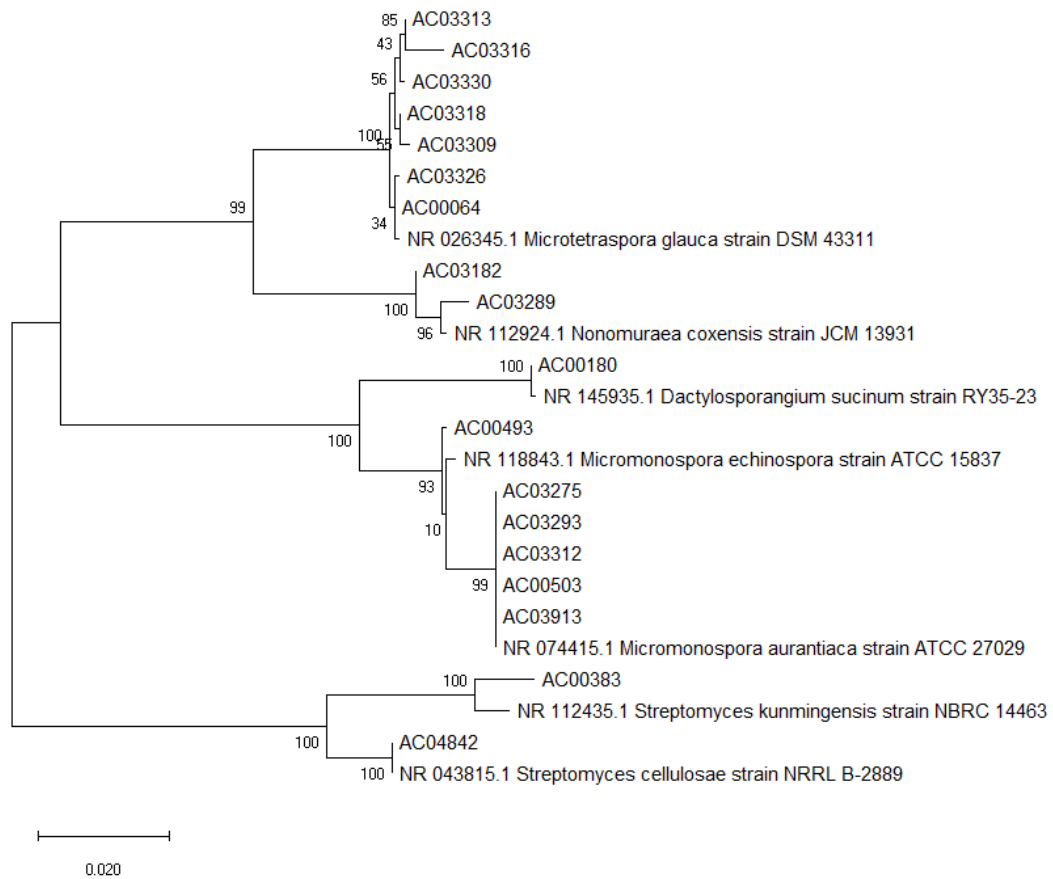 85 AC03313
43 AC03316
56 AC03330
AC03318
100 55 AC03309
AC03326
99 AC00064
34 NR 026345.1 Microtetraspora glauca strain DSM 43311
AC03182
100 AC03289
96 NR 112924.1 Nonomuraea coxensis strain JCM 13931
100 AC00180
NR 145935.1 Dactylosporangium sucinum strain RY35-23
100 AC00493
NR 118843.1 Micromonospora echinospora strain ATCC 15837
93 AC03275
10 AC03293
AC03312
99 AC00503
AC03913
NR 074415.1 Micromonospora aurantiaca strain ATCC 27029
100 AC00383
NR 112435.1 Streptomyces kunmingensis strain NBRC 14463
100 AC04842
100 NR 043815.1 Streptomyces cellulosae strain NRRL B-2889
0.020